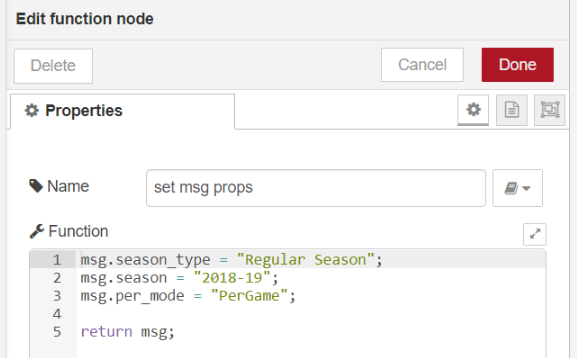 Edit function node
Delete
Cancel
Done
Properties
Name
set msg props
Function
1 msg.season_type = "Regular Season";
2 msg.season = "2018-19";
3 msg.per_mode = "PerGame";
4
5 return msg;